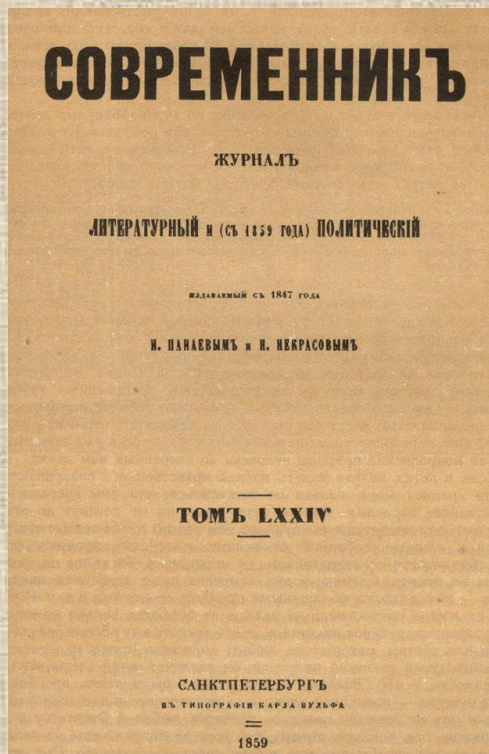 СОВРЕМЕННИКЪ
ЖУРНАЛЪ
ЛИТЕРАТУРНЫЙ И (СЪ 1859 ГОДА) ПОЛИТИЧЕСКІЙ
ИЗДАВАЕМЫЙ СЪ 1847 ГОДА
И. ПАНАЕВЫМЪ И Н. НЕКРАСОВЫМЪ
ТОМЪ LXXIV
САНКТПЕТЕРБУРГЪ
ВЪ ТИПОГРАФІИ КАРЛА ВУЛЬФА
1859